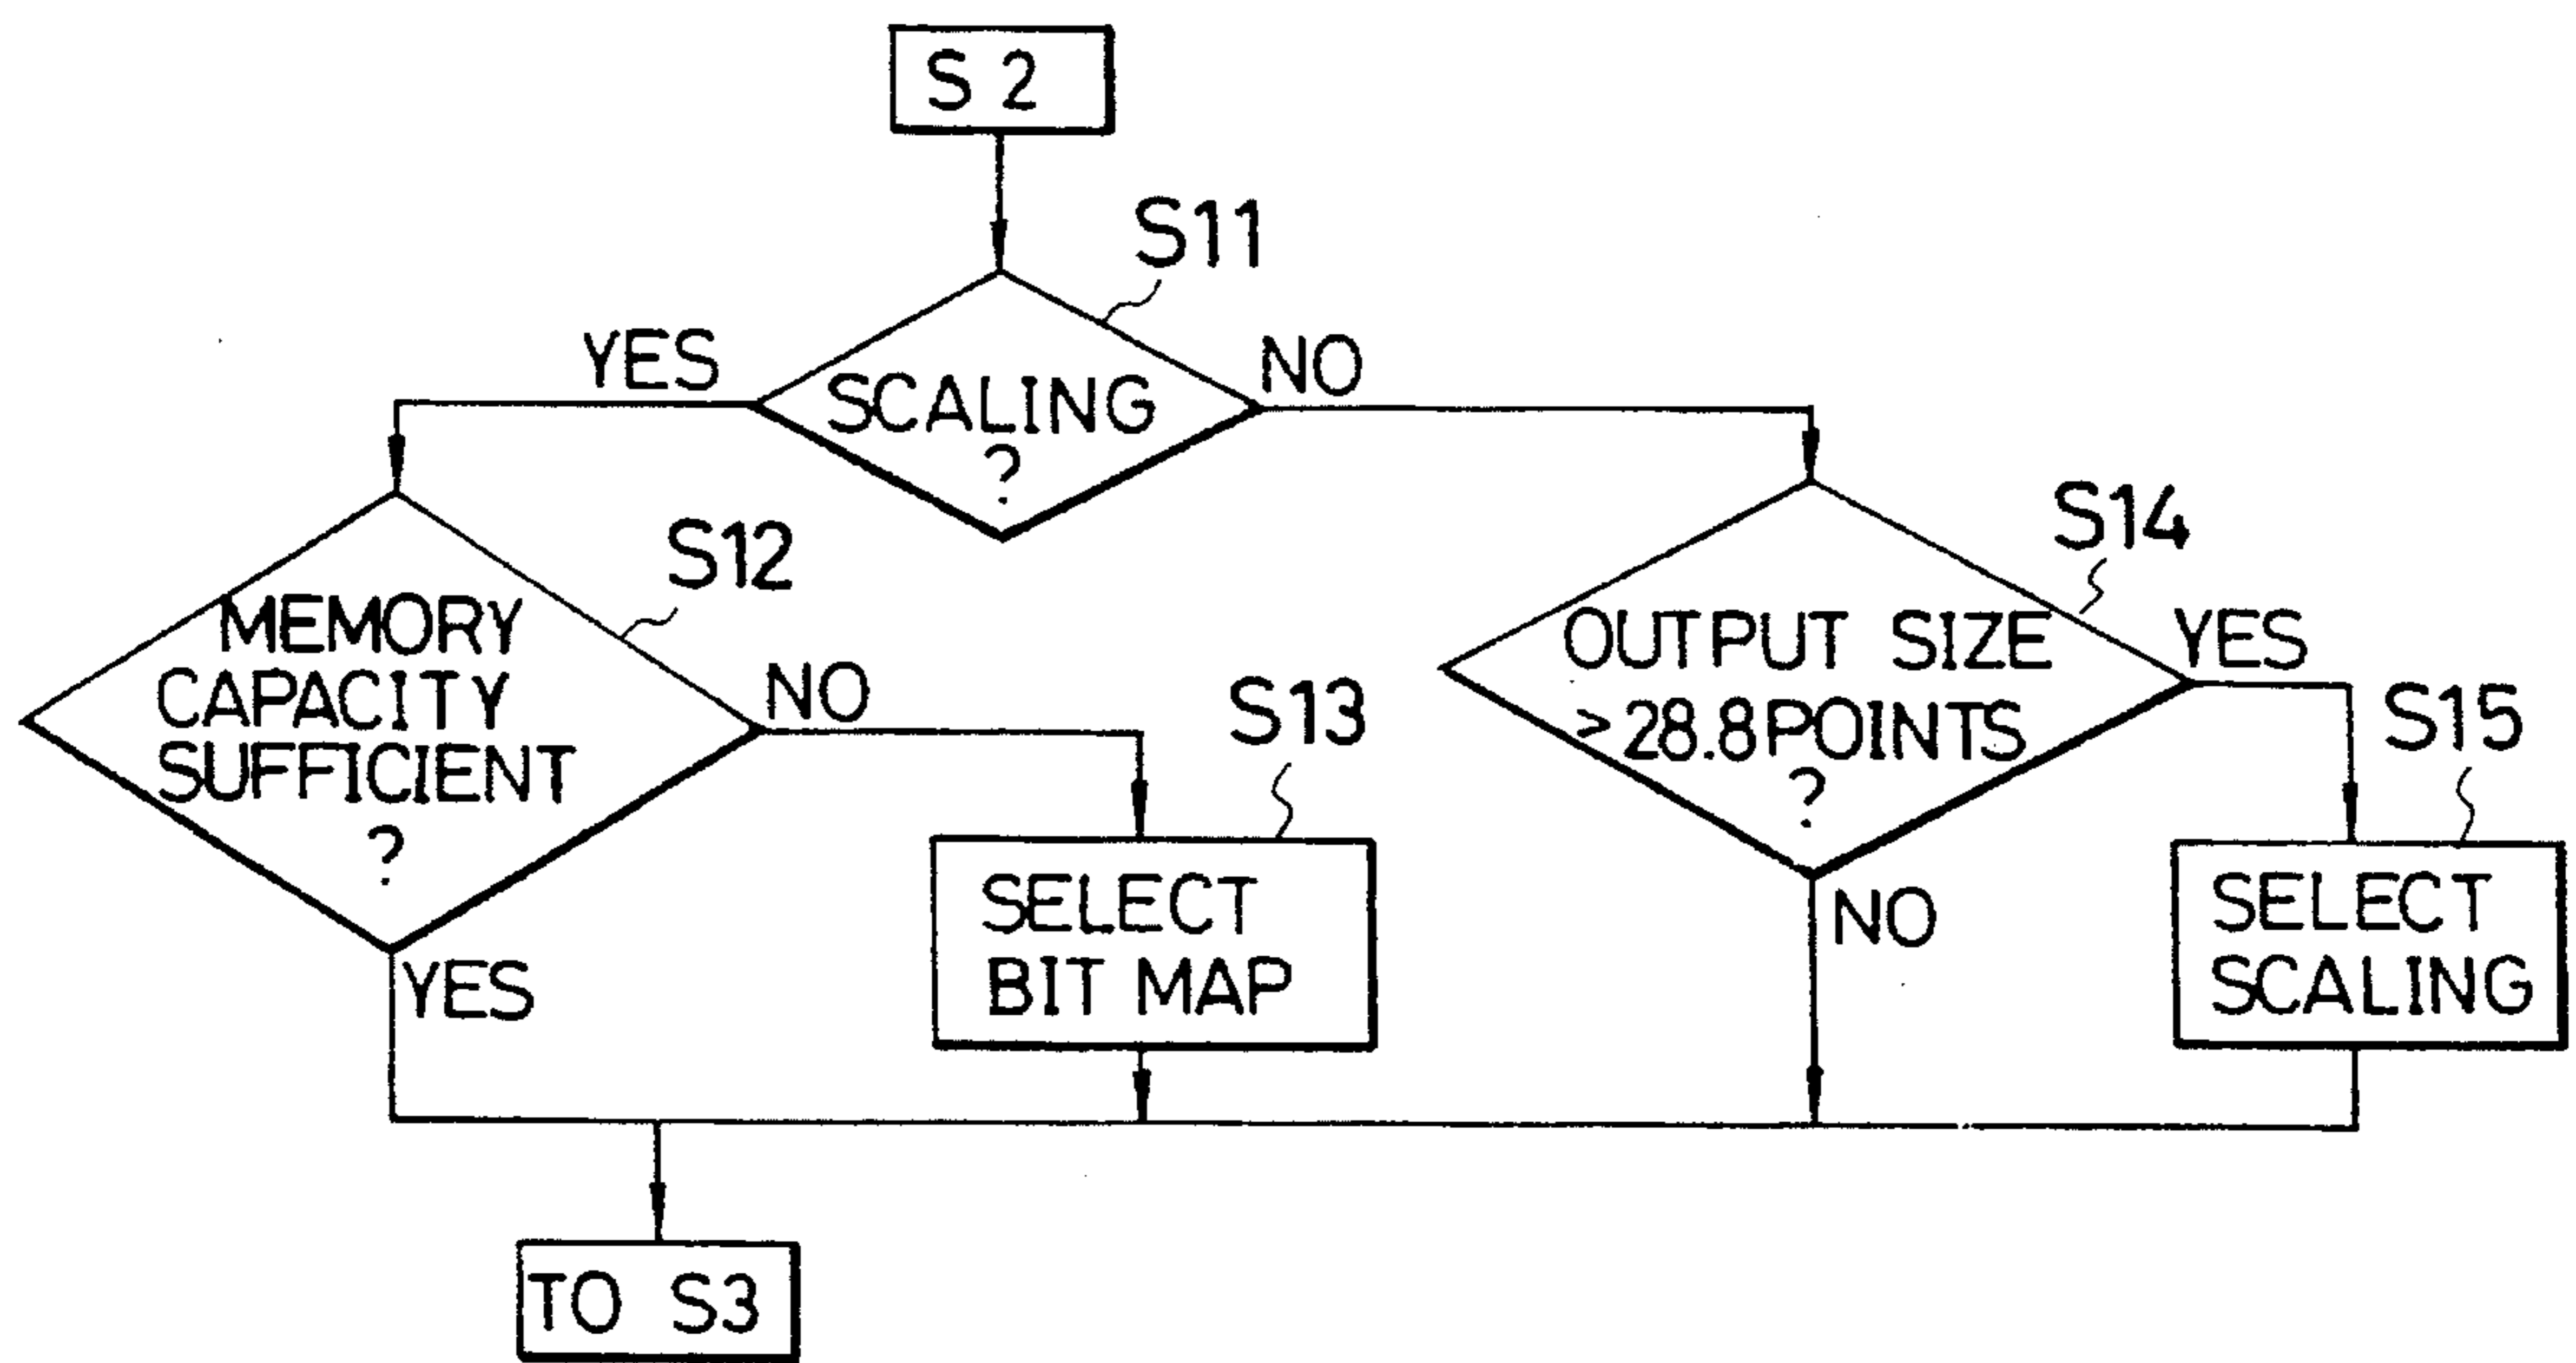 S 2
S11
YES
SCALING
?
NO
S12
MEMORY
CAPACITY
SUFFICIENT
?
NO
YES
S13
SELECT
BIT MAP
S14
OUTPUT SIZE
>28.8 POINTS
?
YES
NO
S15
SELECT
SCALING
TO S3